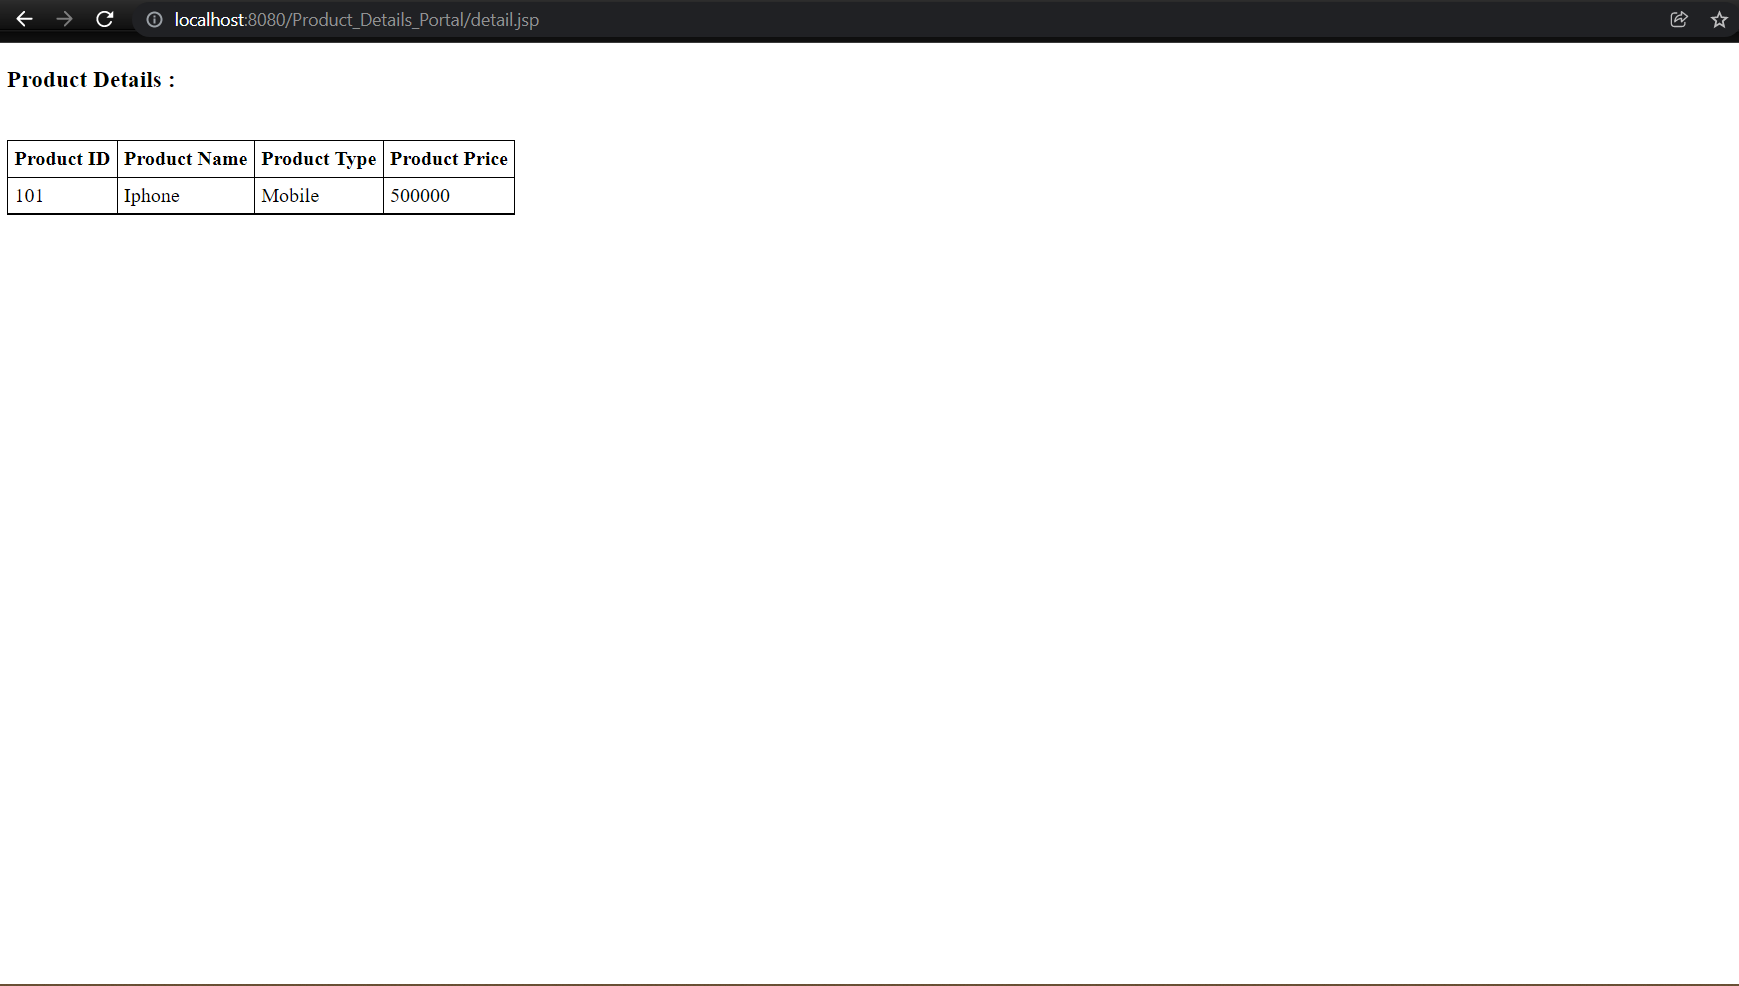 localhost:8080/Product_Details_Portal/detail.jsp
Product Details :
Product ID Product Name Product Type Product Price
101 Iphone Mobile 500000